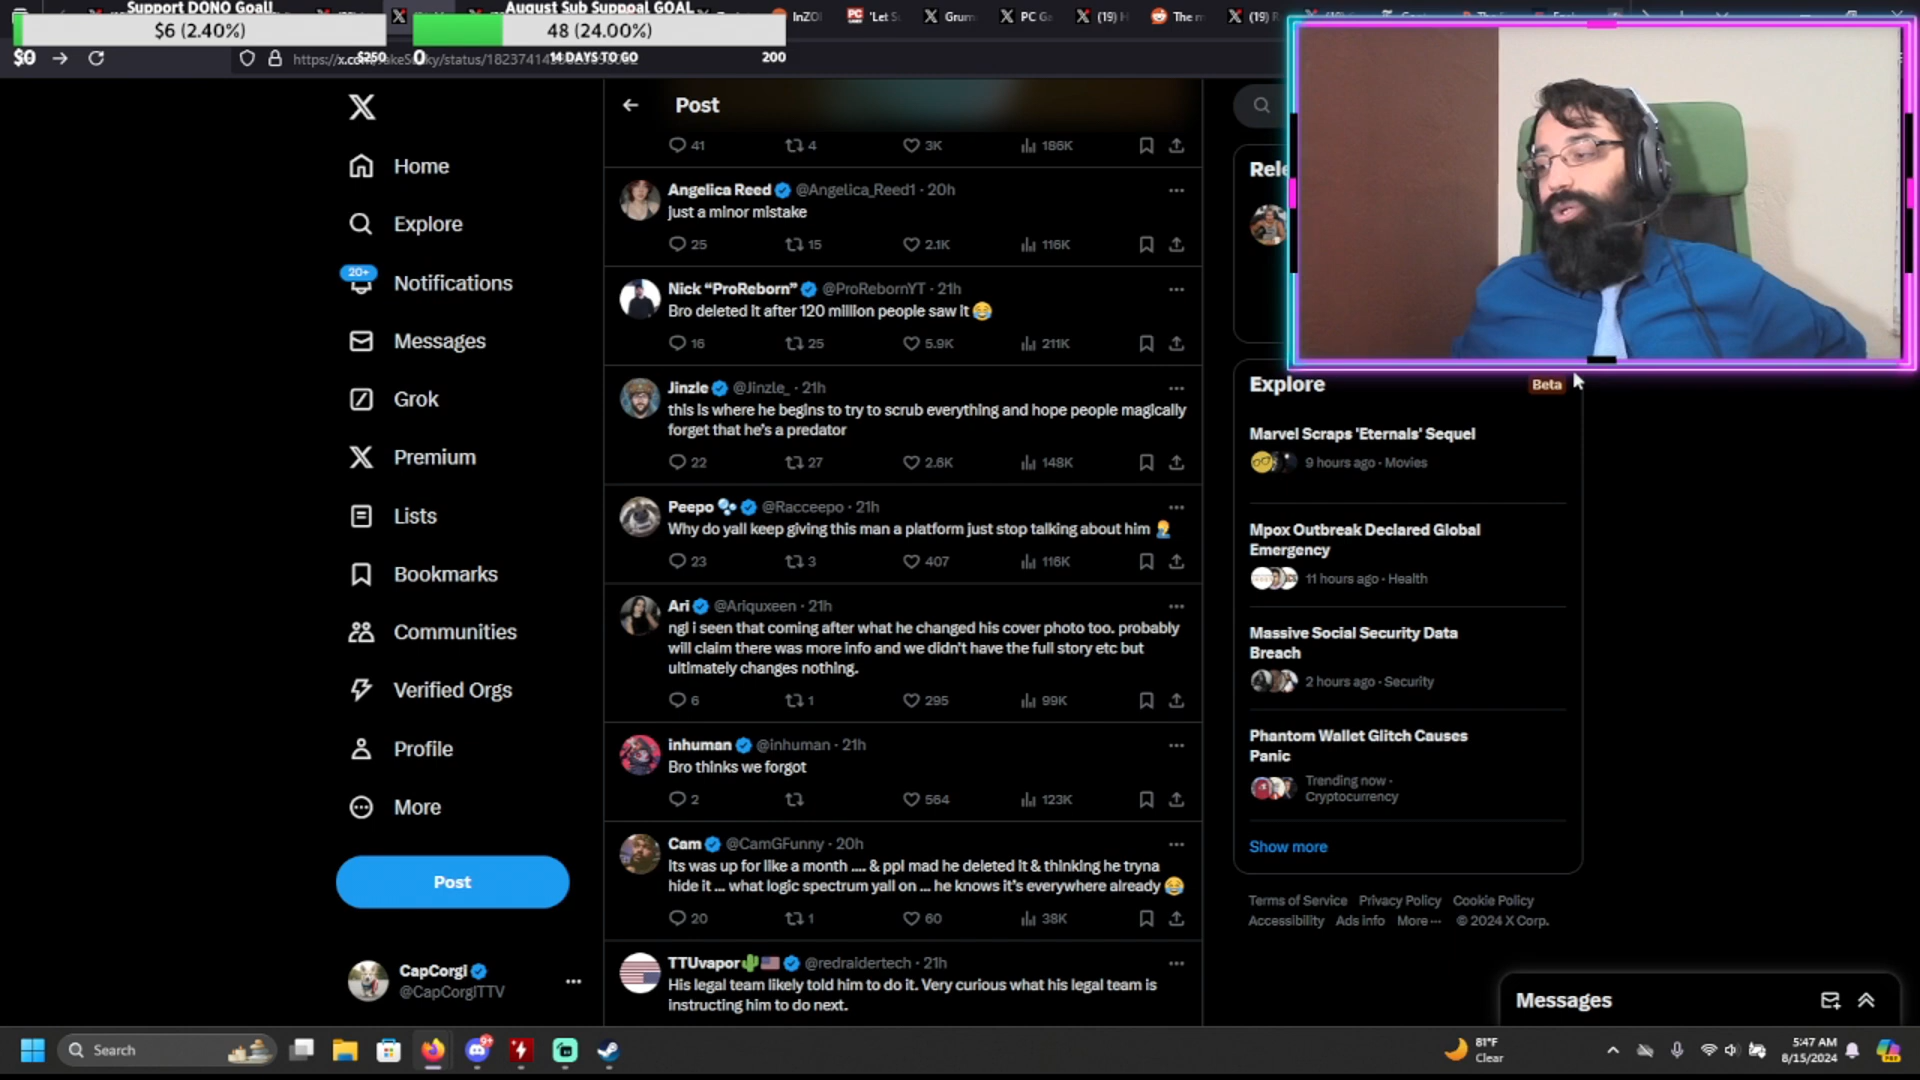 Support DONO Goal!
$6 (2.40%)
$0
$250
August Sub Suppoal GOAL
48 (24.00%)
0
14 DAYS TO GO
200
InZO
'Let S
Grum
PC Ga
(19) H
The m
(19) R
Post
Home
Explore
20+
Notifications
Messages
Grok
Premium
Lists
Bookmarks
Communities
Verified Orgs
Profile
More
Post
CapCorgi
@CapCorgiTTV
41 4 3K 186K
Angelica Reed @Angelica_Reed1 · 20h
just a minor mistake
25 15 2.1K 116K
Nick “ProReborn” @ProRebornYT · 21h
Bro deleted it after 120 million people saw it 😂
16 25 5.9K 211K
Jinzle @Jinzle_ · 21h
this is where he begins to try to scrub everything and hope people magically
forget that he's a predator
22 27 2.6K 148K
Peepo @Racceepo · 21h
Why do yall keep giving this man a platform just stop talking about him
23 3 407 116K
Ari @Ariquxeen · 21h
ngl i seen that coming after what he changed his cover photo too. probably
will claim there was more info and we didn't have the full story etc but
ultimately changes nothing.
6 1 295 99K
inhuman @inhuman · 21h
Bro thinks we forgot
2 564 123K
Cam @CamGFunny · 20h
Its was up for like a month .... & ppl mad he deleted it & thinking he tryna
hide it ... what logic spectrum yall on ... he knows it's everywhere already 😂
20 1 60 38K
TTUvapor @redraidertech · 21h
His legal team likely told him to do it. Very curious what his legal team is
instructing him to do next.
Rele
Explore Beta
Marvel Scraps 'Eternals' Sequel
9 hours ago · Movies
Mpox Outbreak Declared Global
Emergency
11 hours ago · Health
Massive Social Security Data
Breach
2 hours ago · Security
Phantom Wallet Glitch Causes
Panic
Trending now ·
Cryptocurrency
Show more
Terms of Service Privacy Policy Cookie Policy
Accessibility Ads info More ··· © 2024 X Corp.
Messages
Search
81°F
Clear
5:47 AM
8/15/2024